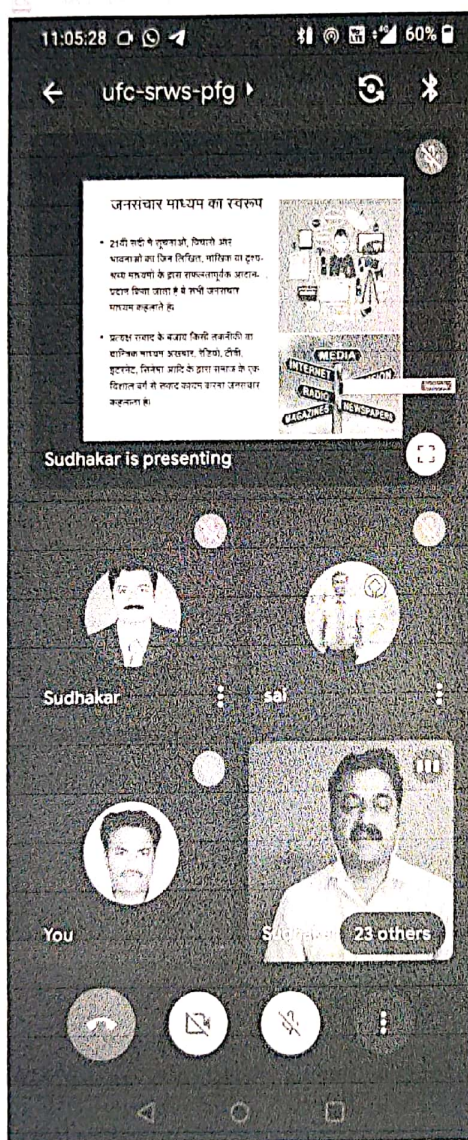 11:05:28
60%
ufc-srws-pfg
जनसंचार माध्यम का स्वरूप
• 21वीं सदी में सूचनाओं, विचारों और
भावनाओं का जिन लिखित, मौखिक या दृश्य-
श्रव्य माध्यमों के द्वारा सफलतापूर्वक आदान-
प्रदान किया जाता है वे सभी जनसंचार
माध्यम कहलाते हैं।
• प्रत्यक्ष संवाद के बजाय किसी तकनीकी या
यान्त्रिक माध्यम अखबार, रेडियो, टीवी,
इंटरनेट, सिनेमा आदि के द्वारा समाज के एक
विशाल वर्ग से संवाद कायम करना जनसंचार
कहलाता है।
MEDIA
INTERNET
RADIO
MAGAZINES
NEWSPAPERS
Sudhakar is presenting
Sudhakar
sai
You
23 others